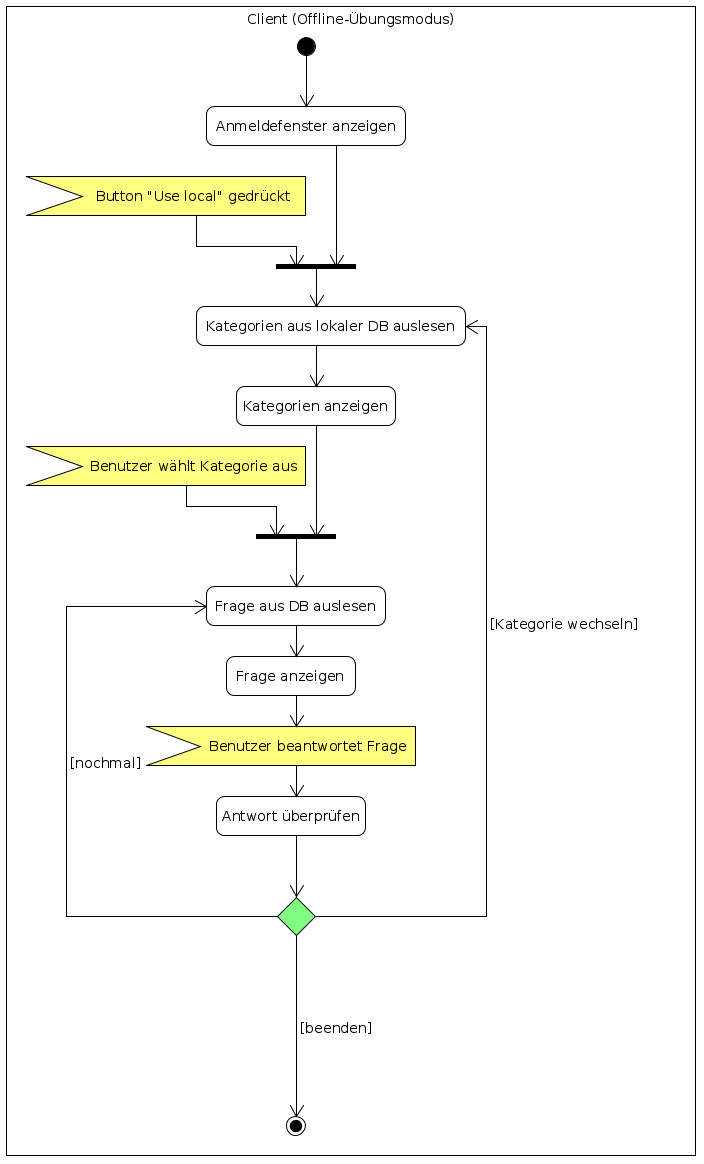 Client (Offline-Übungsmodus)
Anmeldefenster anzeigen
Button "Use local" gedrückt
Kategorien aus lokaler DB auslesen
Kategorien anzeigen
Benutzer wählt Kategorie aus
Frage aus DB auslesen
[Kategorie wechseln]
Frage anzeigen
Benutzer beantwortet Frage
[nochmal]
Antwort überprüfen
[beenden]